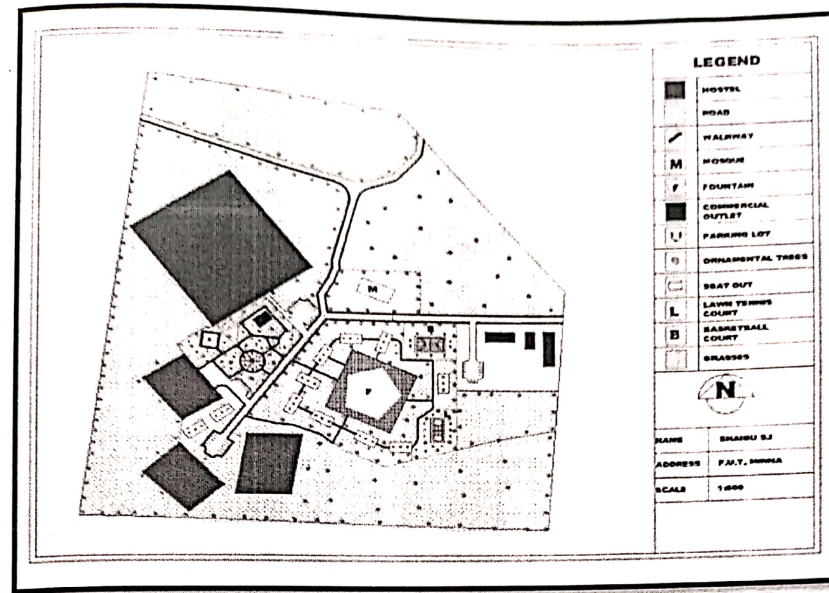 LEGEND
HOSTEL
ROAD
WALKWAY
M
MOSQUE
F
FOUNTAIN
COMMERCIAL
OUTLET
PARKING LOT
ORNAMENTAL TREES
SEAT OUT
L
LAWN TENNIS
COURT
B
BASKETBALL
COURT
GRASSES
N
NAME
ADDRESS
F.U.T, MINNA
SCALE
M
F